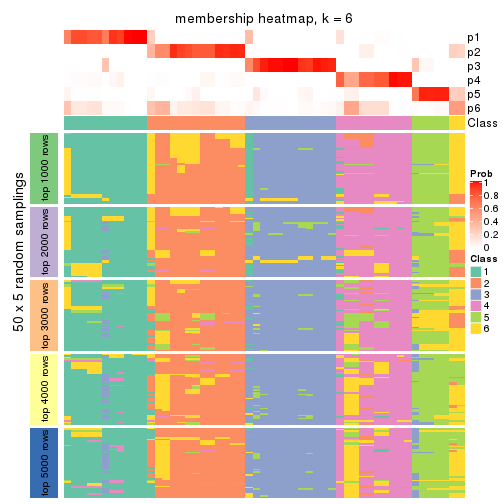 membership heatmap, k = 6
p1
p2
p3
p4
p5
p6
Class
50 x 5 random samplings
top 1000 rows
top 2000 rows
top 3000 rows
top 4000 rows
top 5000 rows
Prob
1
0.8
0.6
0.4
0.2
0
Class
1
2
3
4
5
6